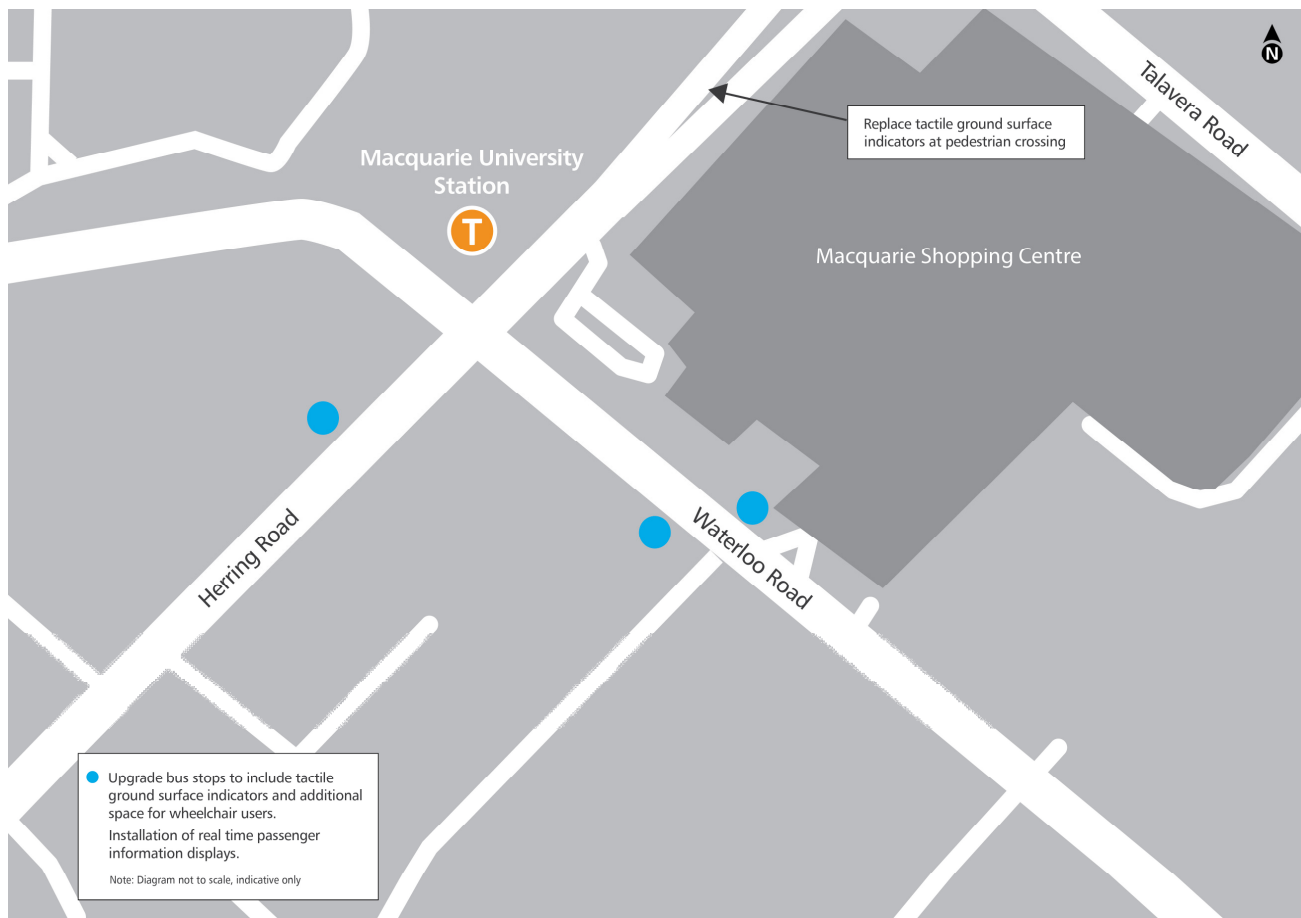 N
Talavera Road
Replace tactile ground surface
indicators at pedestrian crossing
Macquarie University
Station
T
Macquarie Shopping Centre
Herring Road
Waterloo Road
Upgrade bus stops to include tactile
ground surface indicators and additional
space for wheelchair users.
Installation of real time passenger
information displays.
Note: Diagram not to scale, indicative only